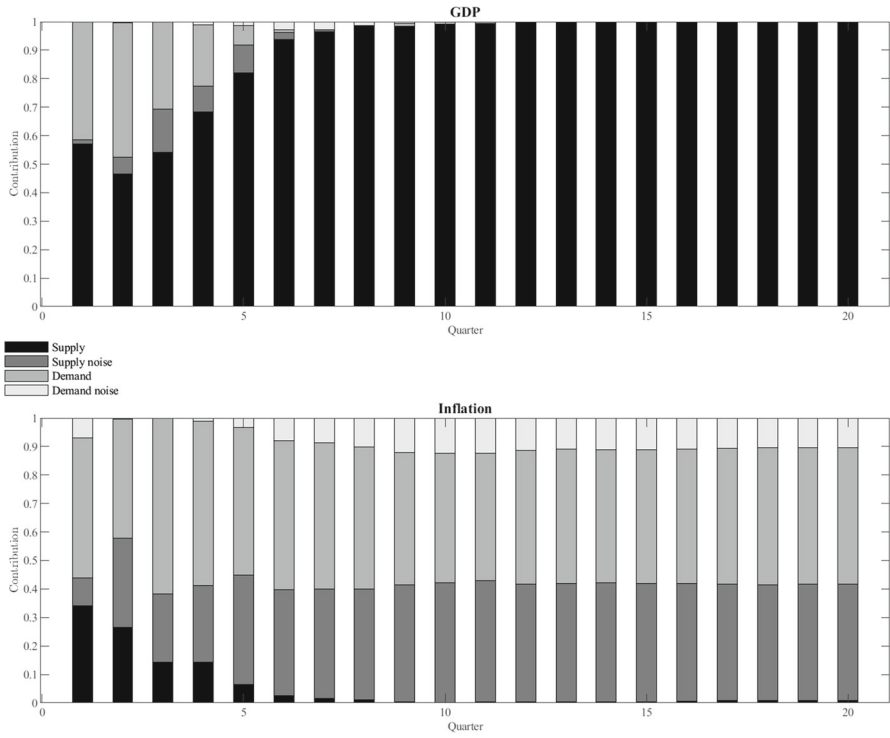 GDP
1
0.9
0.8
0.7
0.6
0.5
0.4
0.3
0.2
0.1
0
Contribution
0 5 10 15 20
Quarter
Supply
Supply noise
Demand
Demand noise
Inflation
1
0.9
0.8
0.7
0.6
0.5
0.4
0.3
0.2
0.1
0
Contribution
0 5 10 15 20
Quarter